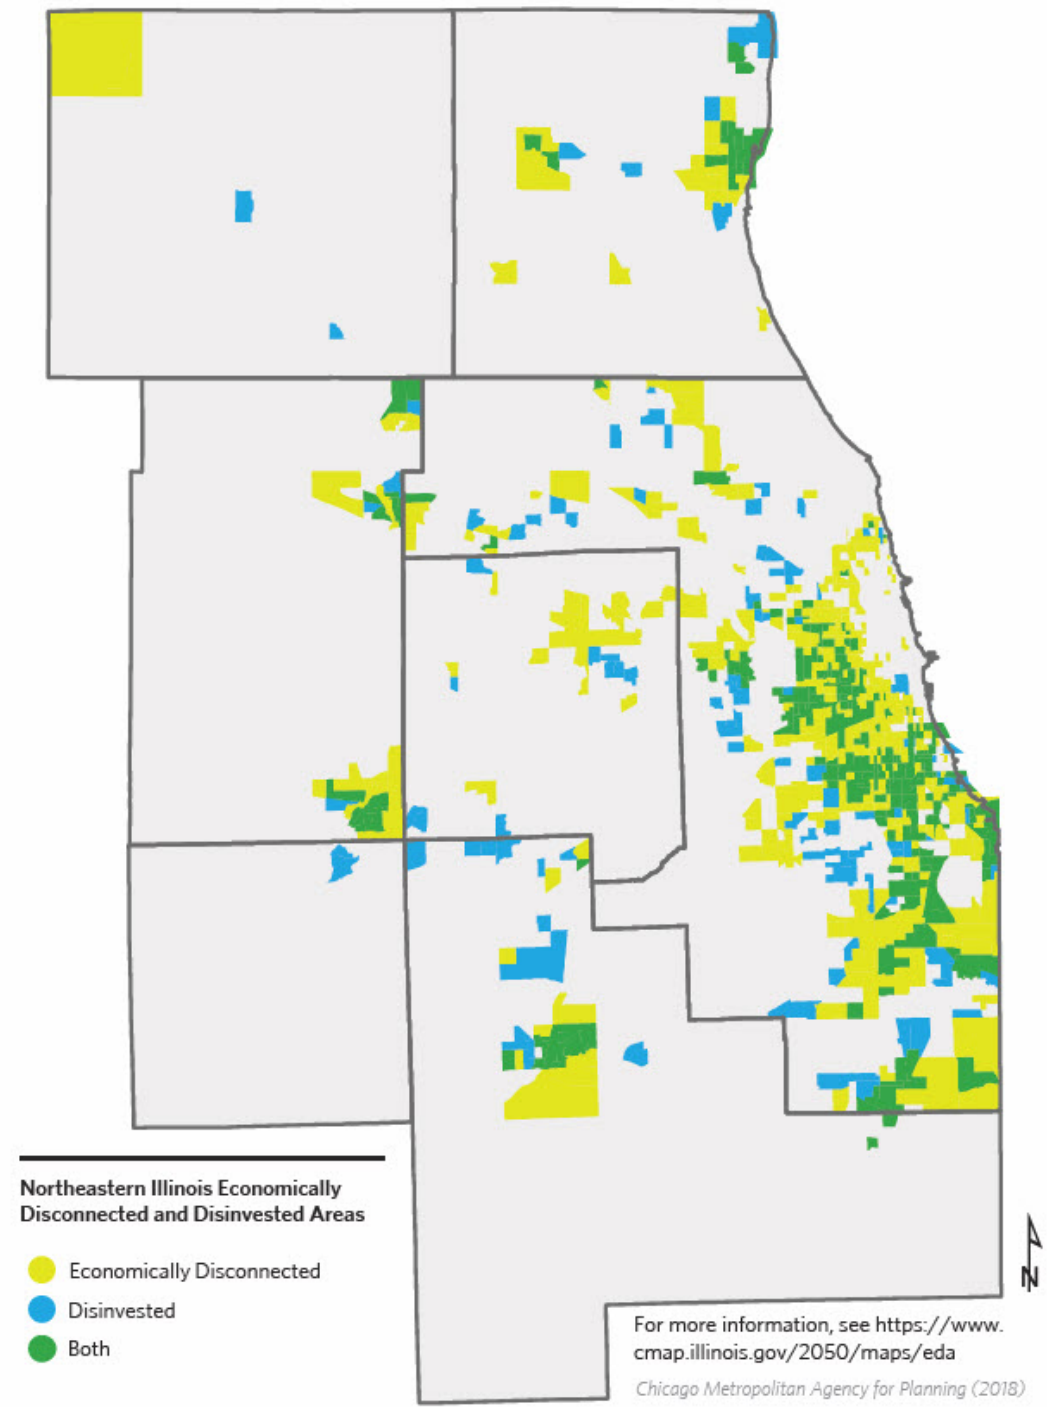 Northeastern Illinois Economically
Disconnected and Disinvested Areas
Economically Disconnected
Disinvested
Both
N
For more information, see https://www.
cmap.illinois.gov/2050/maps/eda
Chicago Metropolitan Agency for Planning (2018)